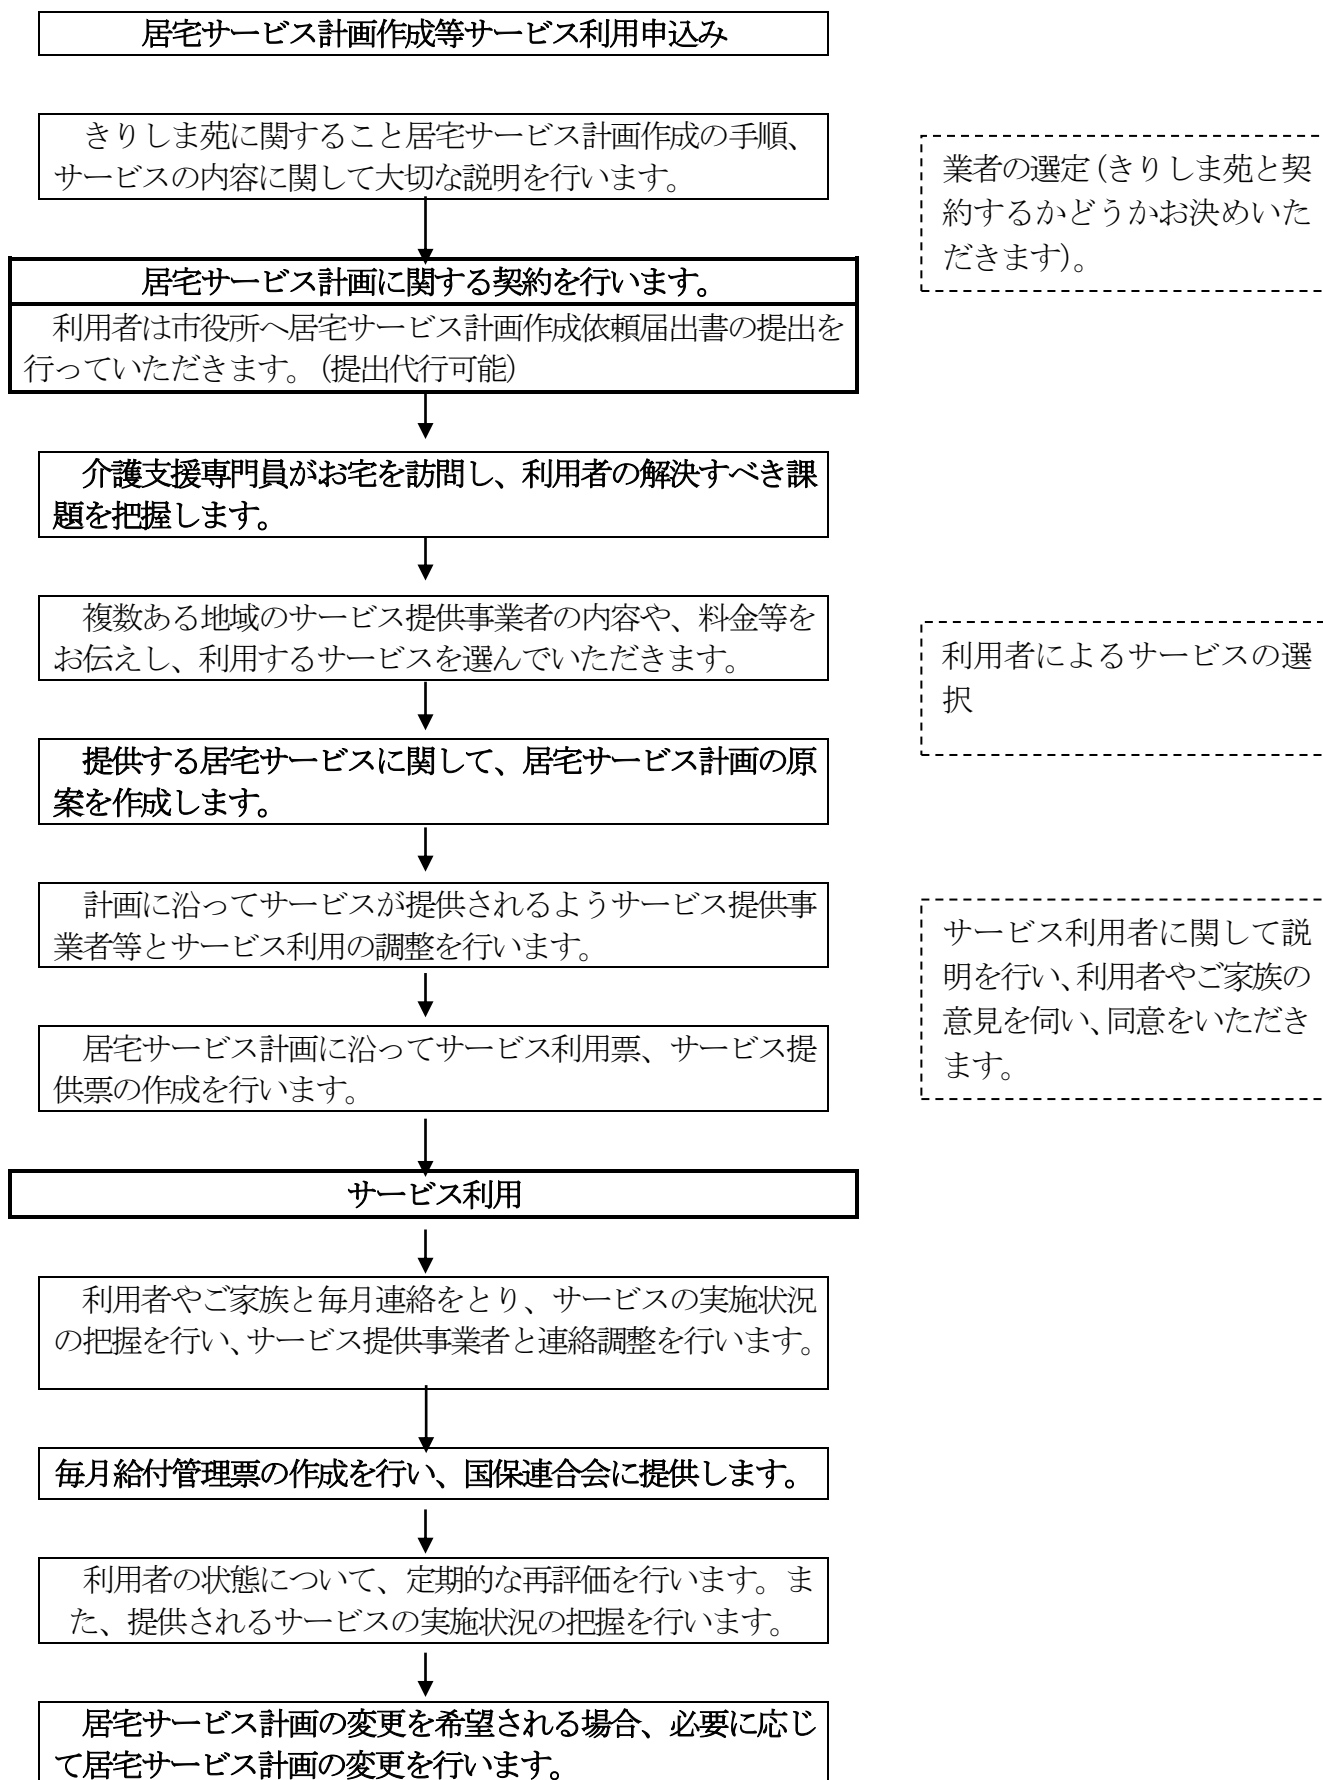 居宅サービス計画作成等サービス利用申込み
きりしま苑に関すること居宅サービス計画作成の手順、
サービスの内容に関して大切な説明を行います。
業者の選定(きりしま苑と契
約するかどうかお決めいた
だきます)。
居宅サービス計画に関する契約を行います。
利用者は市役所へ居宅サービス計画作成依頼届出書の提出を
行っていただきます。(提出代行可能)
介護支援専門員がお宅を訪問し、利用者の解決すべき課
題を把握します。
複数ある地域のサービス提供事業者の内容や、料金等を
お伝えし、利用するサービスを選んでいただきます。
利用者によるサービスの選
択
提供する居宅サービスに関して、居宅サービス計画の原
案を作成します。
計画に沿ってサービスが提供されるようサービス提供事
業者等とサービス利用の調整を行います。
サービス利用者に関して説
明を行い、利用者やご家族の
意見を伺い、同意をいただき
ます。
居宅サービス計画に沿ってサービス利用票、サービス提
供票の作成を行います。
サービス利用
利用者やご家族と毎月連絡をとり、サービスの実施状況
の把握を行い、サービス提供事業者と連絡調整を行います。
毎月給付管理票の作成を行い、国保連合会に提供します。
利用者の状態について、定期的な再評価を行います。ま
た、提供されるサービスの実施状況の把握を行います。
居宅サービス計画の変更を希望される場合、必要に応じ
て居宅サービス計画の変更を行います。